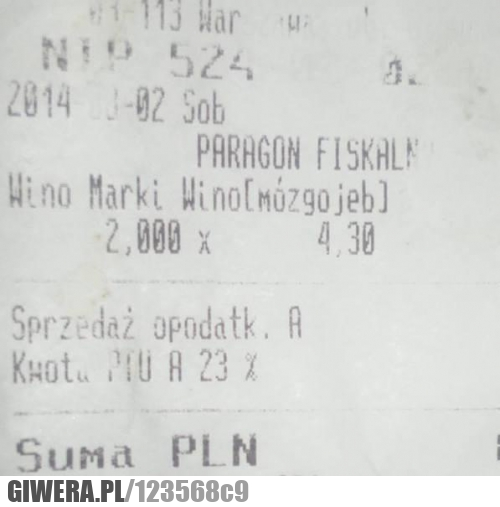 113 War
NIP 524
2014 -02 Sob
PARAGON FISKALN
Wino Marki Wino[mózgojeb]
2,000 x 4,30
Sprzedaż opodatk. A
Kwota PTU A 23 %
Suma PLN
GIWERA.PL/123568c9